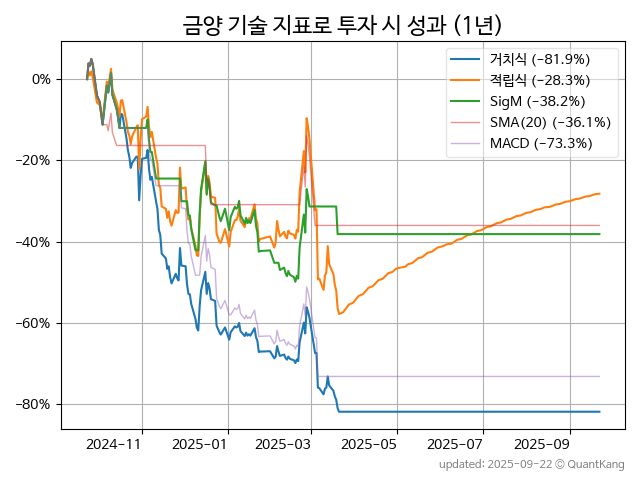 금양 기술 지표로 투자 시 성과 (1년)
거치식 (−81.9%)
적립식 (−28.3%)
SigM (−38.2%)
SMA(20) (−36.1%)
MACD (−73.3%)
0%
−20%
−40%
−60%
−80%
2024-11 2025-01 2025-03 2025-05 2025-07 2025-09
updated: 2025-09-22 © QuantKang